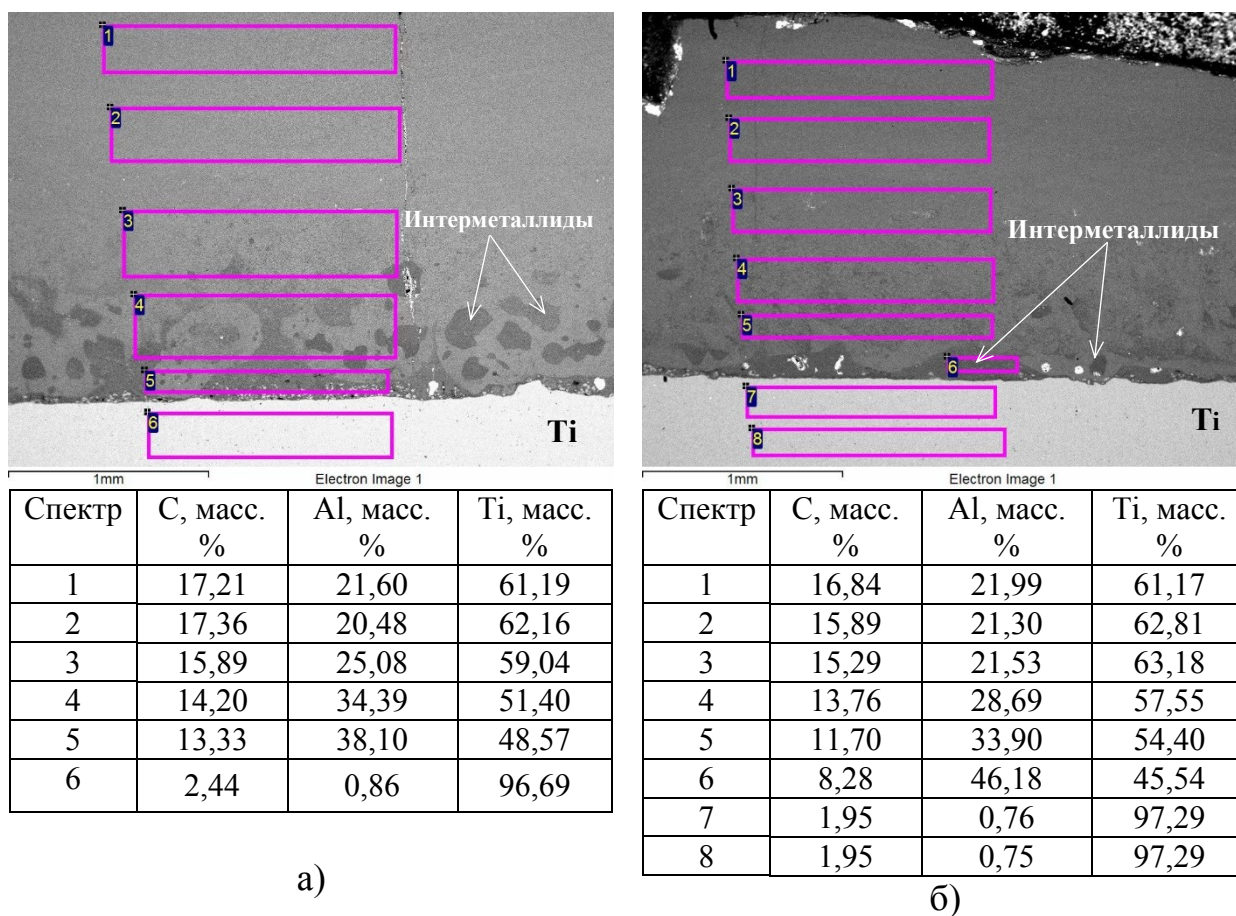 1
2
3
Интерметаллиды
4
5
6
Ti
1mm
Electron Image 1
Спектр | C, масс. % | Al, масс. % | Ti, масс. %
1 | 17,21 | 21,60 | 61,19
2 | 17,36 | 20,48 | 62,16
3 | 15,89 | 25,08 | 59,04
4 | 14,20 | 34,39 | 51,40
5 | 13,33 | 38,10 | 48,57
6 | 2,44 | 0,86 | 96,69
а)
1
2
3
Интерметаллиды
4
5
6
7
Ti
8
1mm
Electron Image 1
Спектр | C, масс. % | Al, масс. % | Ti, масс. %
1 | 16,84 | 21,99 | 61,17
2 | 15,89 | 21,30 | 62,81
3 | 15,29 | 21,53 | 63,18
4 | 13,76 | 28,69 | 57,55
5 | 11,70 | 33,90 | 54,40
6 | 8,28 | 46,18 | 45,54
7 | 1,95 | 0,76 | 97,29
8 | 1,95 | 0,75 | 97,29
б)